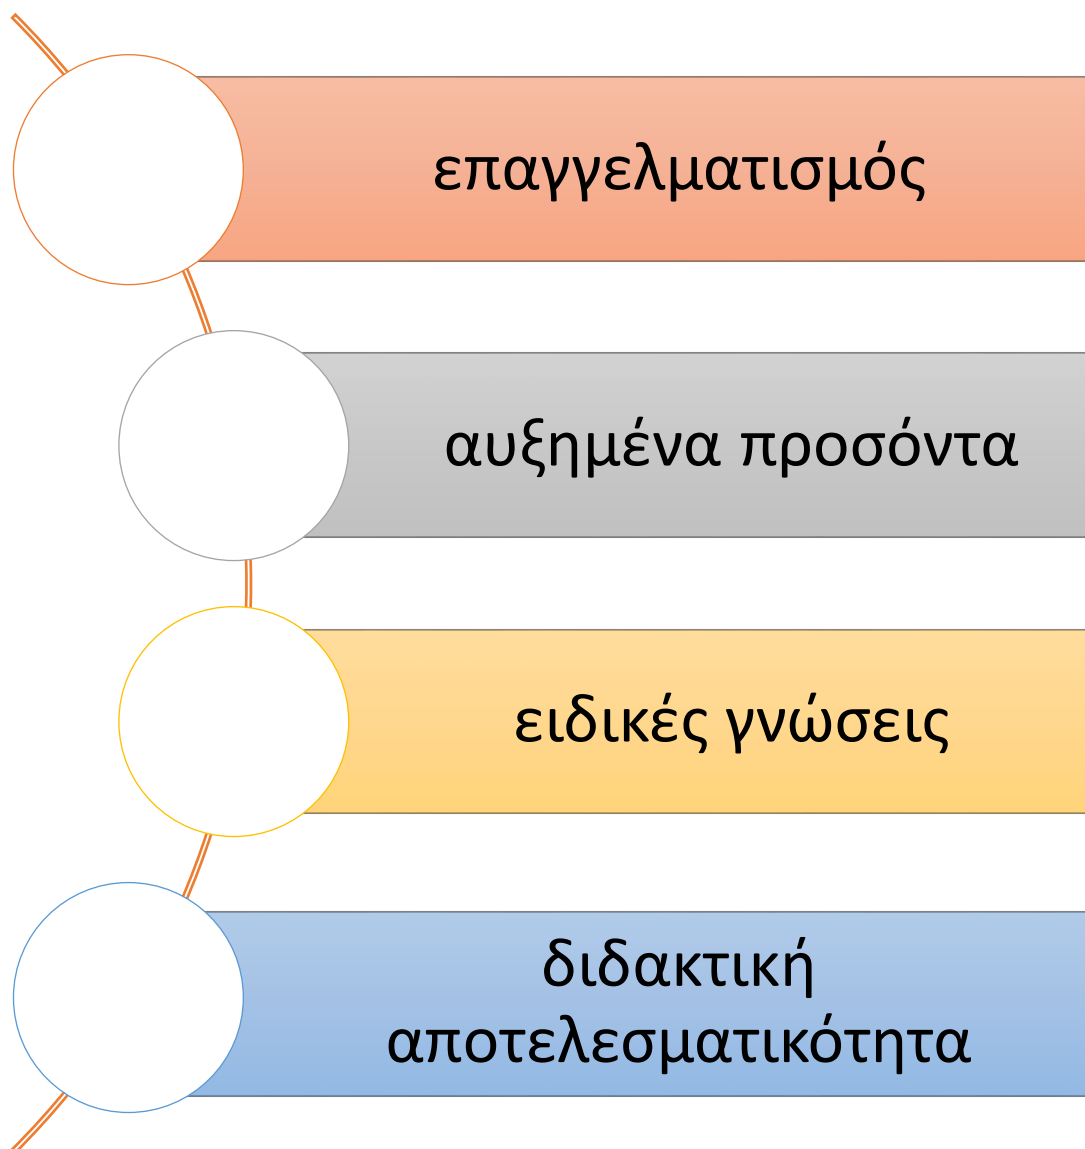 επαγγελματισμός
αυξημένα προσόντα
ειδικές γνώσεις
διδακτική
αποτελεσματικότητα